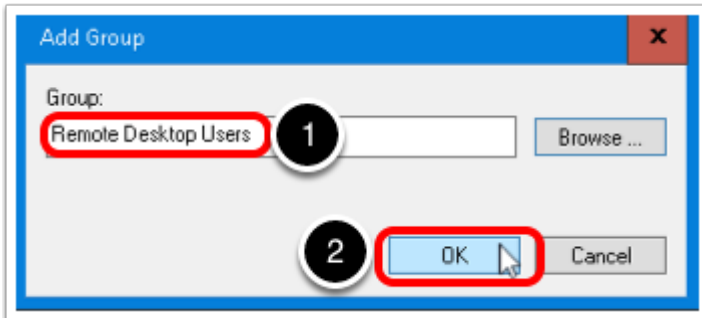 Add Group
x
Group:
Remote Desktop Users
1
Browse ...
2
OK
Cancel